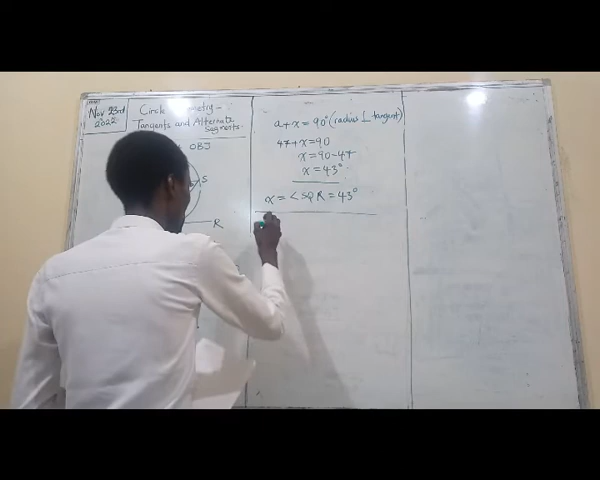 Nov 23rd
2022
Circle
Tangents and Alternate
Segments.
OBJ
S
R
a + x = 90° (radius ⊥ tangent)
47 + x = 90
x = 90 - 47
x = 43°
x = < SQR = 43°